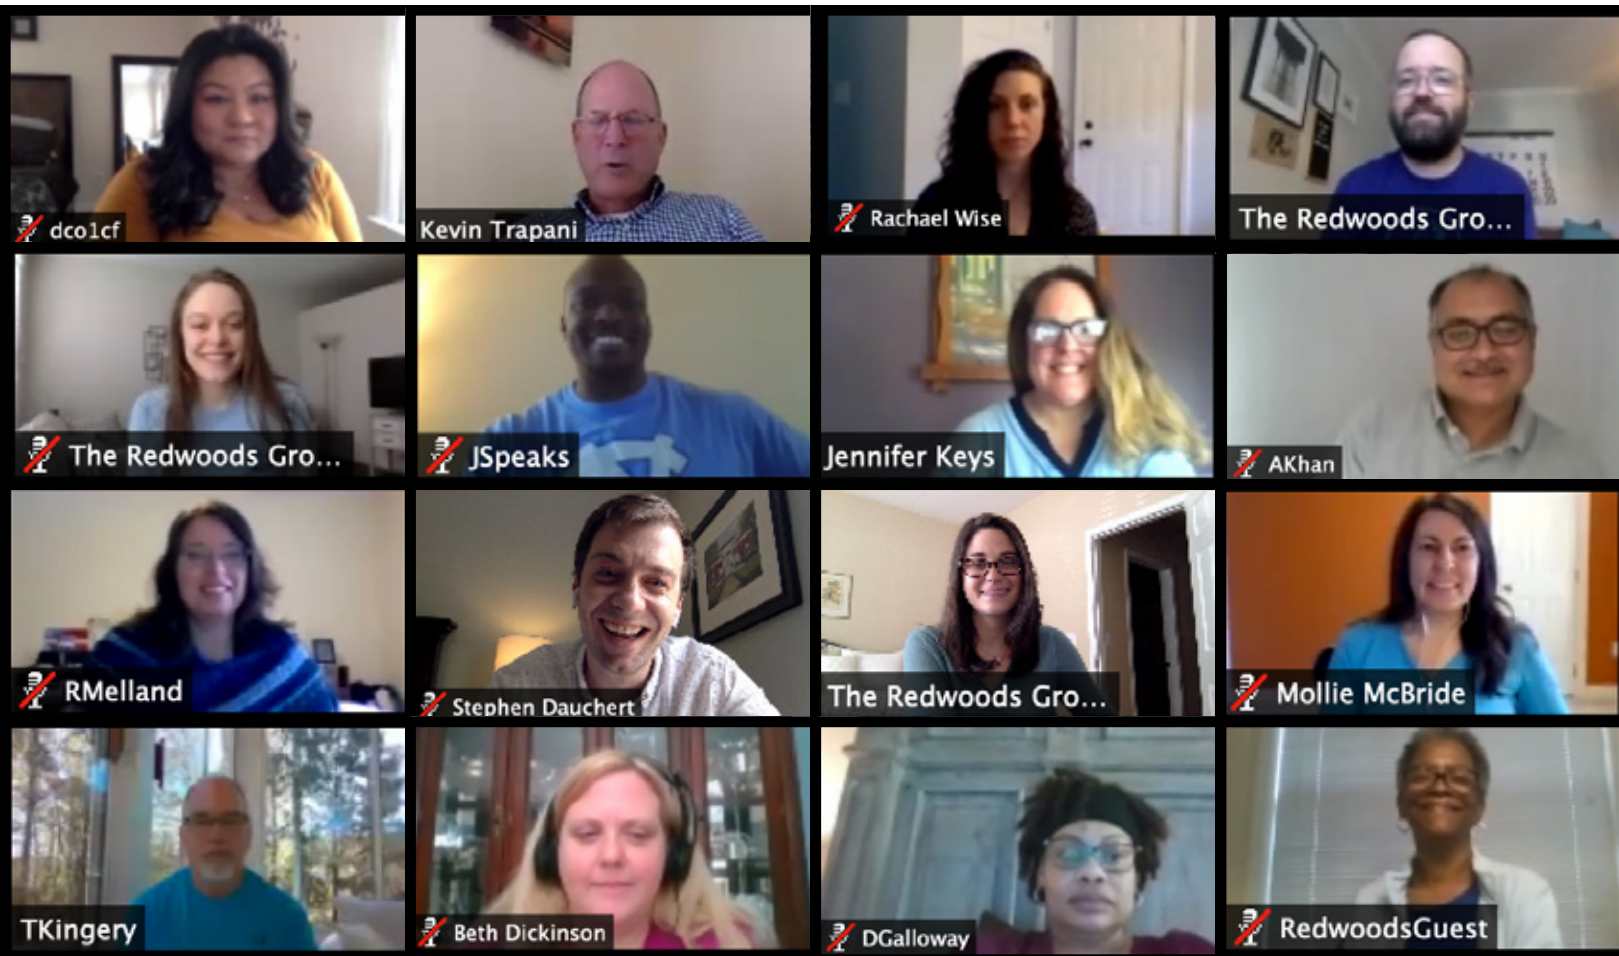 dco1cf
Kevin Trapani
Rachael Wise
The Redwoods Gro...
The Redwoods Gro...
JSpeaks
Jennifer Keys
AKhan
RMelland
Stephen Dauchert
The Redwoods Gro...
Mollie McBride
TKingery
Beth Dickinson
DGalloway
RedwoodsGuest